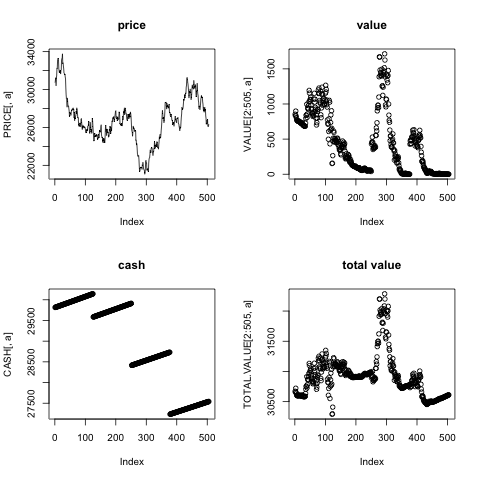 price
PRICE[, a]
22000 26000 30000 34000
0 100 200 300 400 500
Index
value
VALUE[2:505, a]
0 500 1000 1500
0 100 200 300 400 500
Index
cash
CASH[, a]
27500 28500 29500
0 100 200 300 400 500
Index
total value
TOTAL.VALUE[2:505, a]
30500 31500
0 100 200 300 400 500
Index